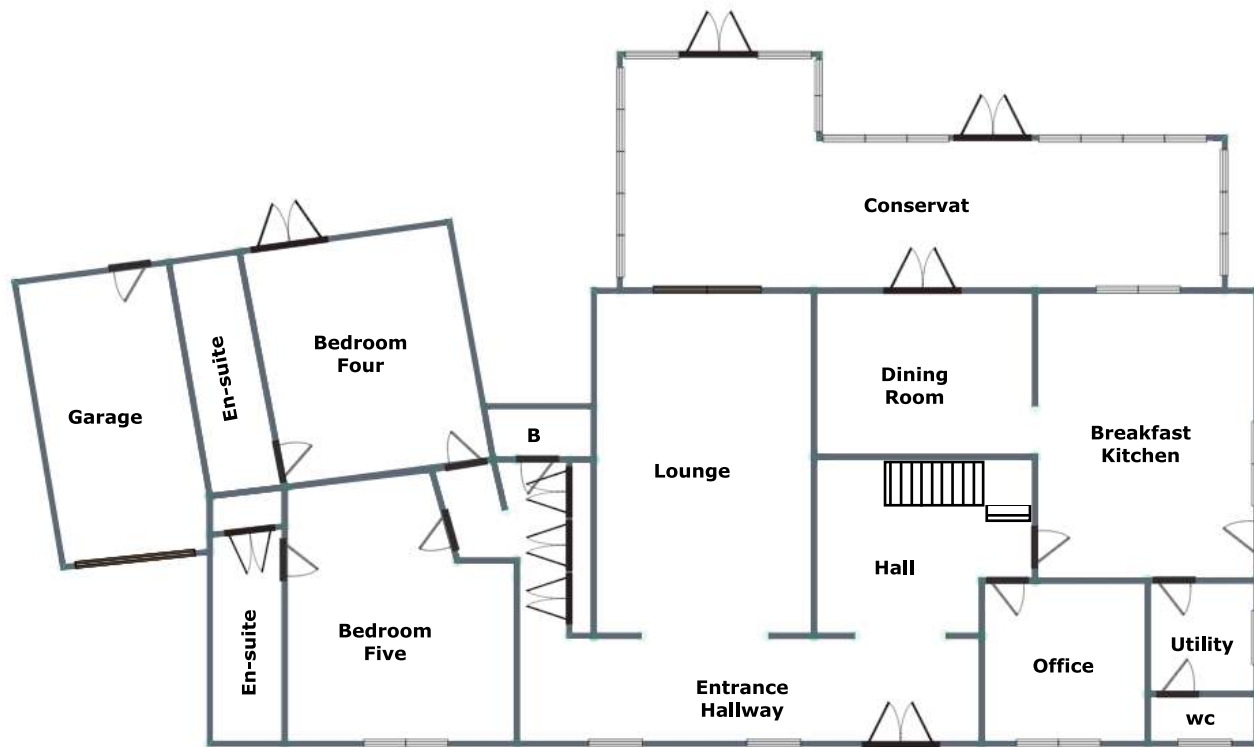 Conservat
Bedroom
Four
En-suite
Garage
Dining
Room
B
Breakfast
Kitchen
Lounge
Hall
Bedroom
Five
En-suite
Entrance
Hallway
Office
Utility
wc